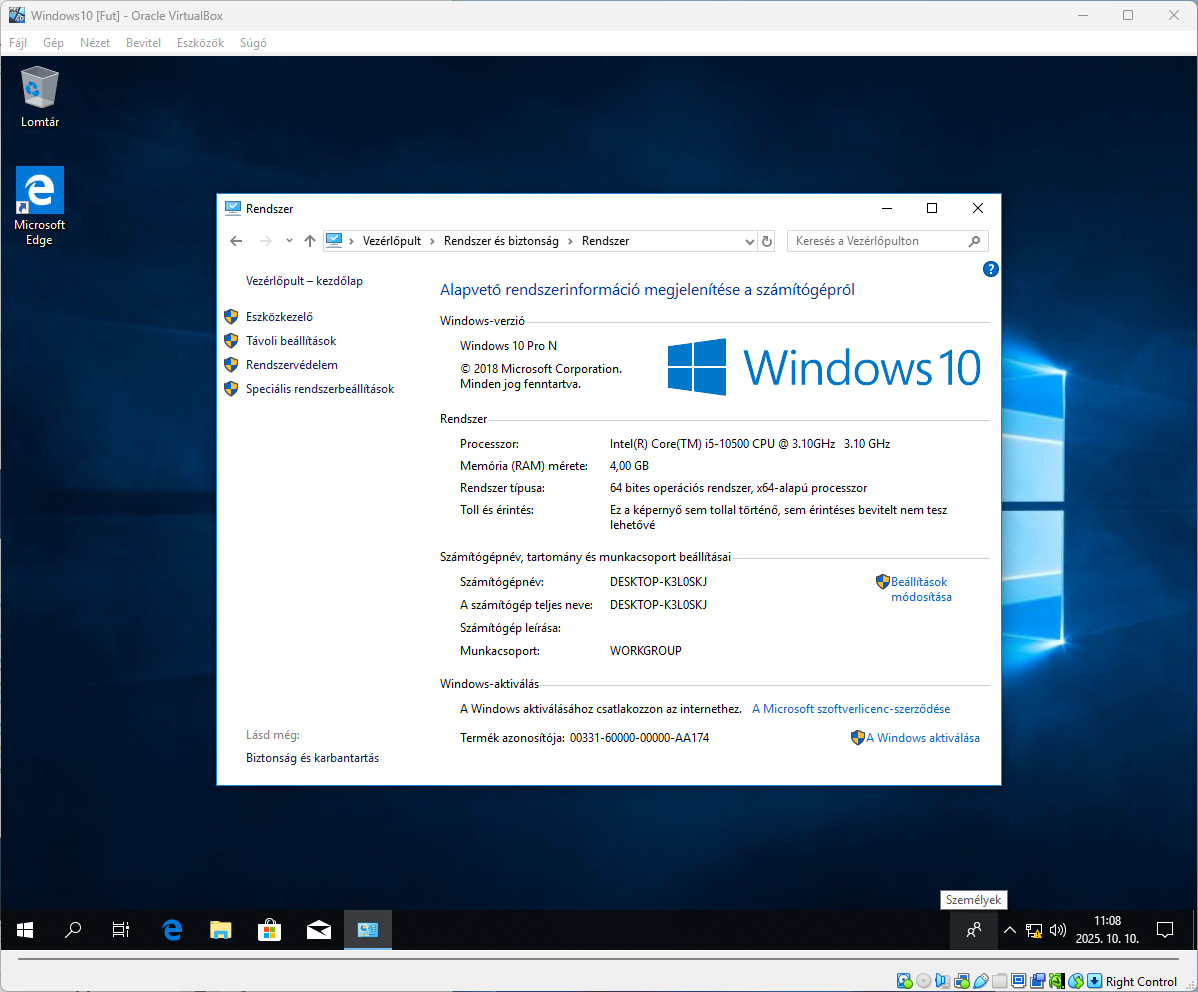 Windows10 [Fut] - Oracle VirtualBox
Fájl Gép Nézet Bevitel Eszközök Súgó
Lomtár
Microsoft
Edge
Rendszer
Vezérlőpult Rendszer és biztonság Rendszer
Keresés a Vezérlőpulton
?
Vezérlőpult – kezdőlap
Eszközkezelő
Távoli beállítások
Rendszervédelem
Speciális rendszerbeállítások
Lásd még:
Biztonság és karbantartás
Alapvető rendszerinformáció megjelenítése a számítógépről
Windows-verzió
Windows 10 Pro N
© 2018 Microsoft Corporation.
Minden jog fenntartva.
Windows 10
Rendszer
Processzor: Intel(R) Core(TM) i5-10500 CPU @ 3.10GHz 3.10 GHz
Memória (RAM) mérete: 4,00 GB
Rendszer típusa: 64 bites operációs rendszer, x64-alapú processzor
Toll és érintés: Ez a képernyő sem tollal történő, sem érintéses bevitelt nem tesz
lehetővé
Számítógépnév, tartomány és munkacsoport beállításai
Számítógépnév: DESKTOP-K3L0SKJ
Beállítások
módosítása
A számítógép teljes neve: DESKTOP-K3L0SKJ
Számítógép leírása:
Munkacsoport: WORKGROUP
Windows-aktiválás
A Windows aktiválásához csatlakozzon az internethez. A Microsoft szoftverlicenc-szerződése
Termék azonosítója: 00331-60000-00000-AA174
A Windows aktiválása
Személyek
11:08
2025. 10. 10.
Right Control